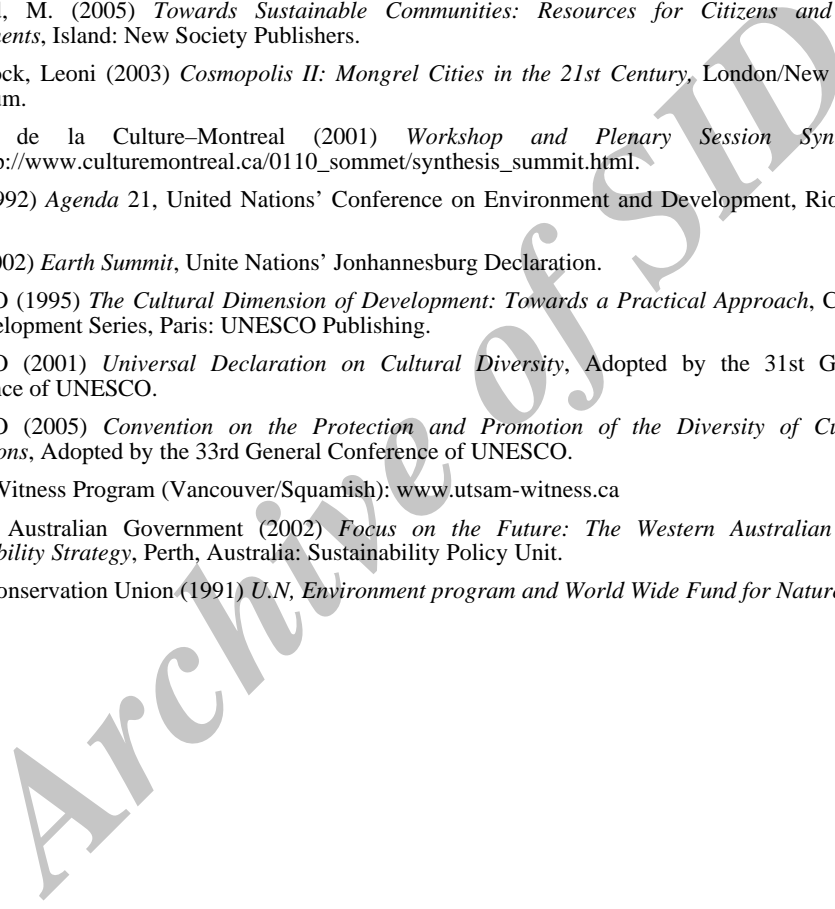 d, M. (2005) Towards Sustainable Communities: Resources for Citizens and
ents, Island: New Society Publishers.
ock, Leoni (2003) Cosmopolis II: Mongrel Cities in the 21st Century, London/New
um.
de la Culture–Montreal (2001) Workshop and Plenary Session Syn
p://www.culturemontreal.ca/0110_sommet/synthesis_summit.html.
992) Agenda 21, United Nations’ Conference on Environment and Development, Rio
002) Earth Summit, Unite Nations’ Jonhannesburg Declaration.
O (1995) The Cultural Dimension of Development: Towards a Practical Approach, C
elopment Series, Paris: UNESCO Publishing.
O (2001) Universal Declaration on Cultural Diversity, Adopted by the 31st G
nce of UNESCO.
O (2005) Convention on the Protection and Promotion of the Diversity of Cu
ons, Adopted by the 33rd General Conference of UNESCO.
Witness Program (Vancouver/Squamish): www.utsam-witness.ca
Australian Government (2002) Focus on the Future: The Western Australian
bility Strategy, Perth, Australia: Sustainability Policy Unit.
onservation Union (1991) U.N, Environment program and World Wide Fund for Nature
Archive of SID